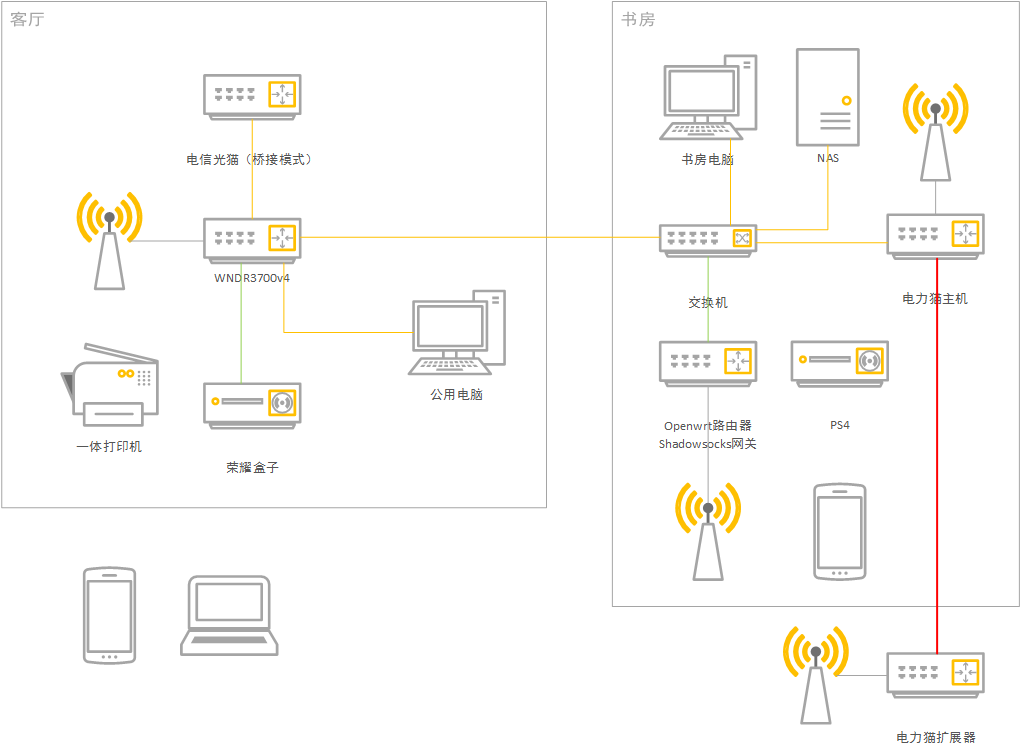 客厅
电信光猫（桥接模式）
WNDR3700v4
公用电脑
一体打印机
荣耀盒子
书房
书房电脑
NAS
交换机
电力猫主机
Openwrt路由器
Shadowsocks网关
PS4
电力猫扩展器